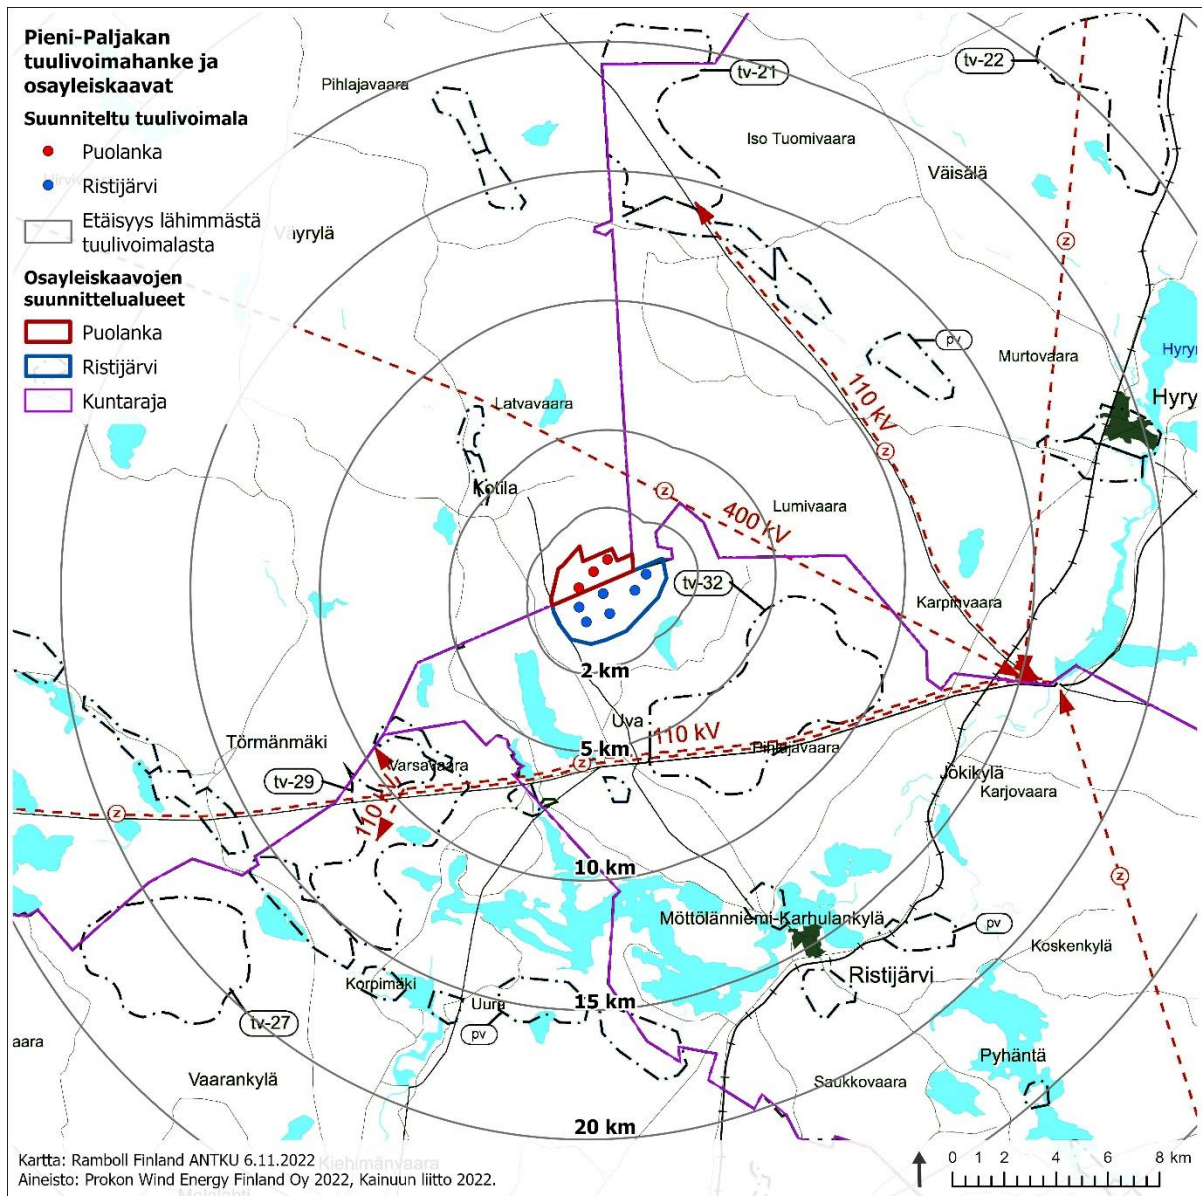 Pieni-Paljakan
tuulivoimahanke ja
osayleiskaavat
Suunniteltu tuulivoimala
Puolanka
Ristijärvi
Etäisyys lähimmästä
tuulivoimalasta
Osayleiskaavojen
suunnittelualueet
Puolanka
Ristijärvi
Kuntaraja
Pihlajavaara
tv-21
tv-22
Iso Tuomivaara
Väisälä
z
pv
Murtovaara
Hyry
Latvavaara
110 kV
z
Kotila
z
400 kV
Lumivaara
tv-32
Karpinvaara
2 km
Uva
5 km
110 kV
Pihlajavaara
Törmänmäki
Varsavaara
tv-29
z
110 kV
z
Jokikylä
Karjovaara
10 km
z
Möttölänniemi-Karhulankylä
pv
Koskenkylä
Ristijärvi
Korpimäki
Uura
15 km
pv
tv-27
aara
Vaarankylä
Pyhäntä
Saukkovaara
20 km
Kartta: Ramboll Finland ANTKU 6.11.2022
Kiehimänvaara
Aineisto: Prokon Wind Energy Finland Oy 2022, Kainuun liitto 2022.
0 1 2 4 6 8 km